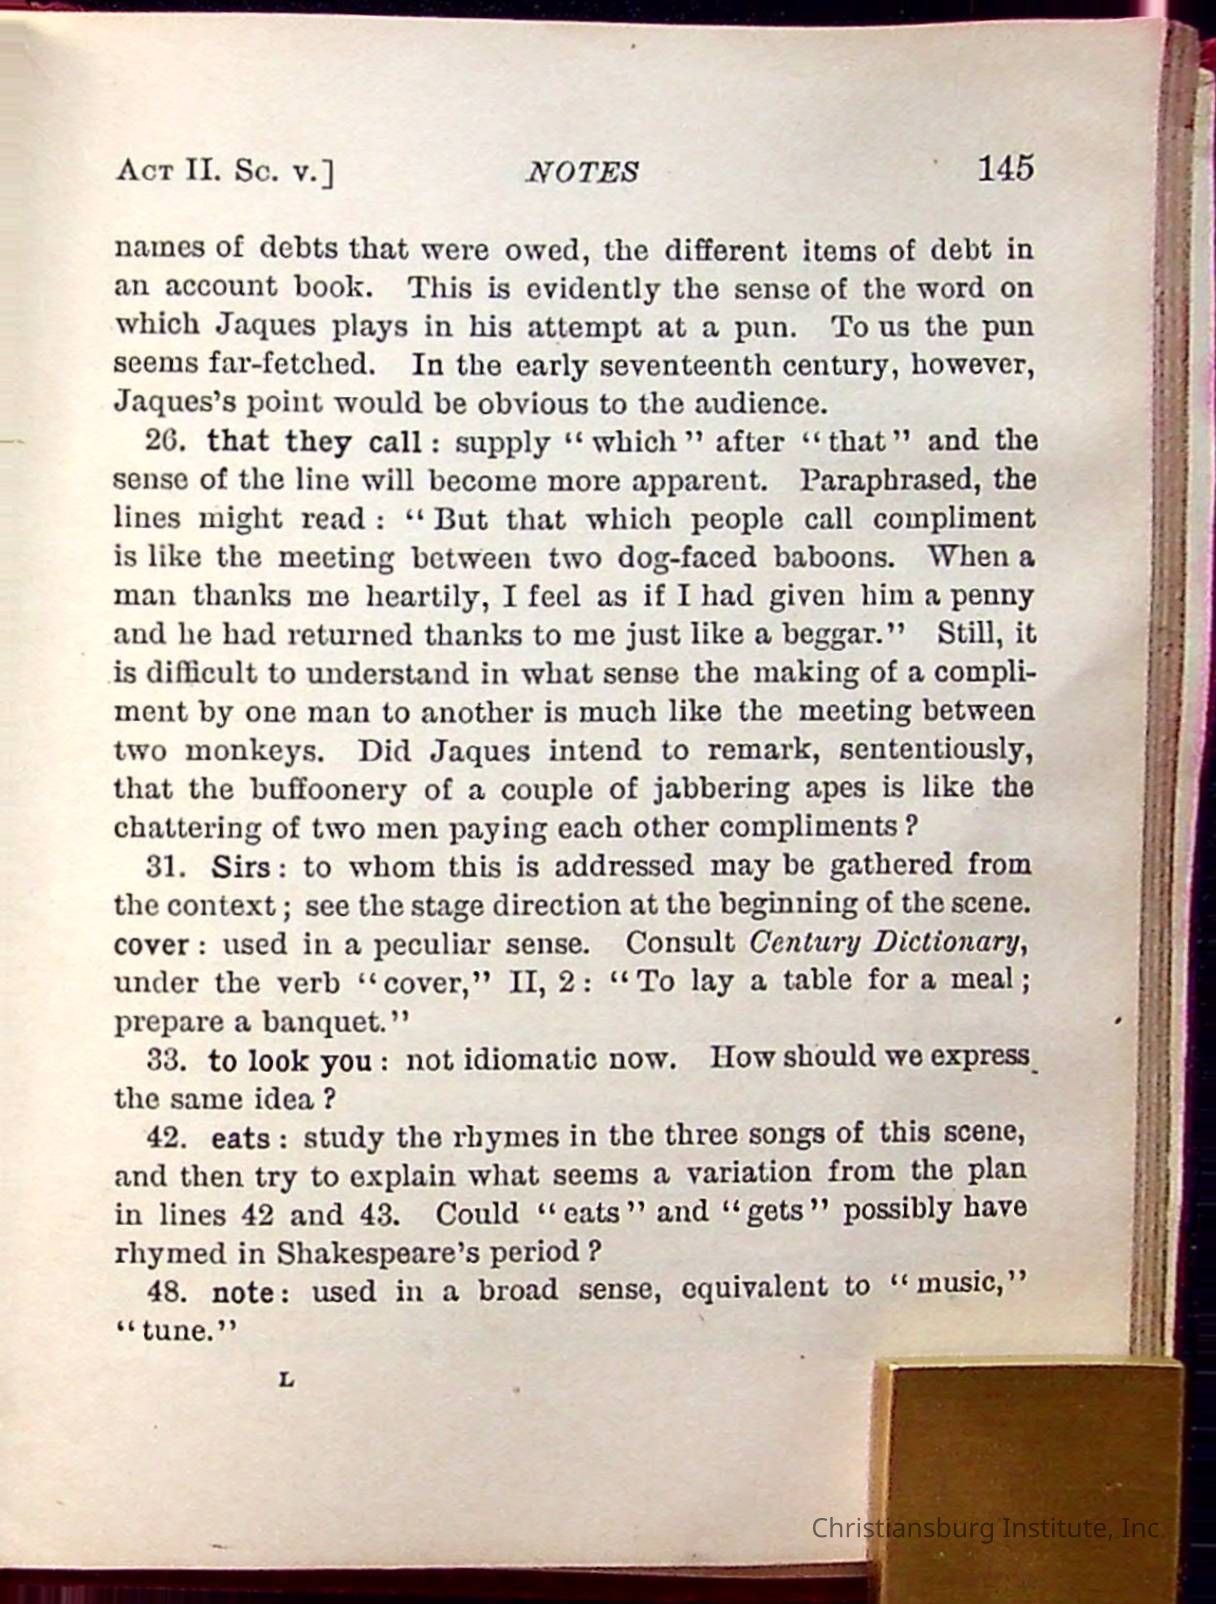 ACT II. SC. v.] NOTES 145
names of debts that were owed, the different items of debt in
an account book. This is evidently the sense of the word on
which Jaques plays in his attempt at a pun. To us the pun
seems far-fetched. In the early seventeenth century, however,
Jaques's point would be obvious to the audience.
26. that they call : supply “ which ” after “ that ” and the
sense of the line will become more apparent. Paraphrased, the
lines might read : “ But that which people call compliment
is like the meeting between two dog-faced baboons. When a
man thanks me heartily, I feel as if I had given him a penny
and he had returned thanks to me just like a beggar.” Still, it
is difficult to understand in what sense the making of a compli-
ment by one man to another is much like the meeting between
two monkeys. Did Jaques intend to remark, sententiously,
that the buffoonery of a couple of jabbering apes is like the
chattering of two men paying each other compliments ?
31. Sirs : to whom this is addressed may be gathered from
the context ; see the stage direction at the beginning of the scene.
cover : used in a peculiar sense. Consult Century Dictionary,
under the verb “ cover,” II, 2 : “ To lay a table for a meal ;
prepare a banquet.”
33. to look you : not idiomatic now. How should we express
the same idea ?
42. eats : study the rhymes in the three songs of this scene,
and then try to explain what seems a variation from the plan
in lines 42 and 43. Could “ eats ” and “ gets ” possibly have
rhymed in Shakespeare's period ?
48. note : used in a broad sense, equivalent to “ music,”
“ tune.”
L
Christiansburg Institute, Inc